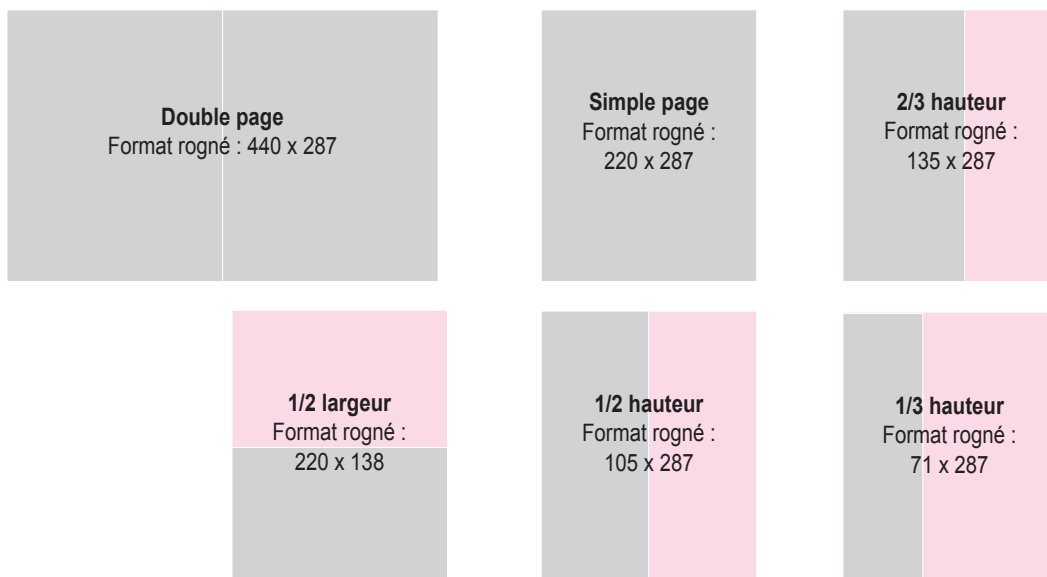 Double page
Format rogné : 440 x 287
Simple page
Format rogné :
220 x 287
2/3 hauteur
Format rogné :
135 x 287
1/2 largeur
Format rogné :
220 x 138
1/2 hauteur
Format rogné :
105 x 287
1/3 hauteur
Format rogné :
71 x 287